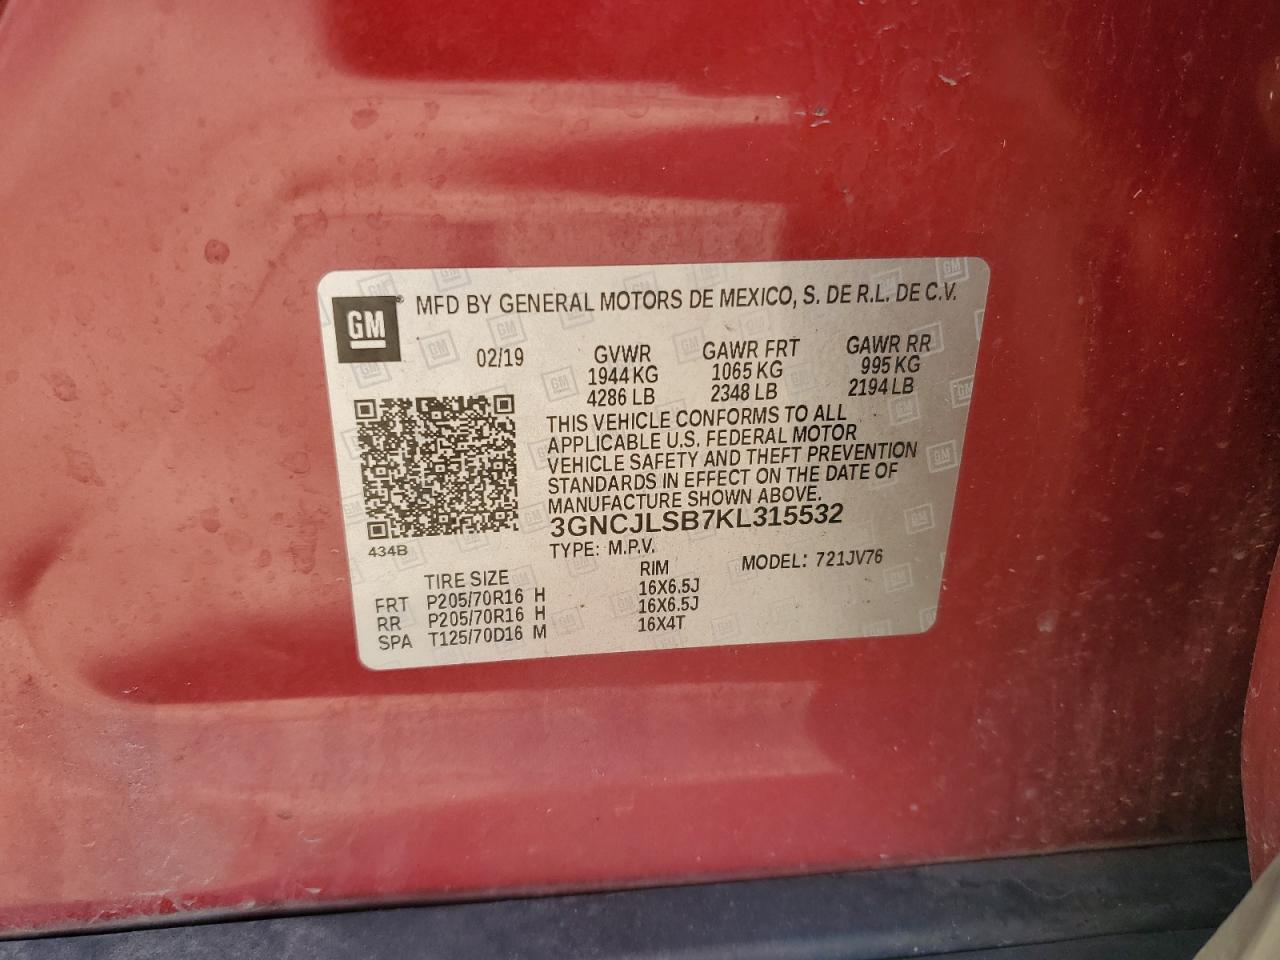 GM® MFD BY GENERAL MOTORS DE MEXICO, S. DE R.L. DE C.V.
02/19 GVWR GAWR FRT GAWR RR
1944 KG 1065 KG 995 KG
4286 LB 2348 LB 2194 LB
THIS VEHICLE CONFORMS TO ALL
APPLICABLE U.S. FEDERAL MOTOR
VEHICLE SAFETY AND THEFT PREVENTION
STANDARDS IN EFFECT ON THE DATE OF
MANUFACTURE SHOWN ABOVE.
3GNCJLSB7KL315532
434B
TYPE: M.P.V. MODEL: 721JV76
TIRE SIZE RIM
FRT P205/70R16 H 16X6.5J
RR P205/70R16 H 16X6.5J
SPA T125/70D16 M 16X4T